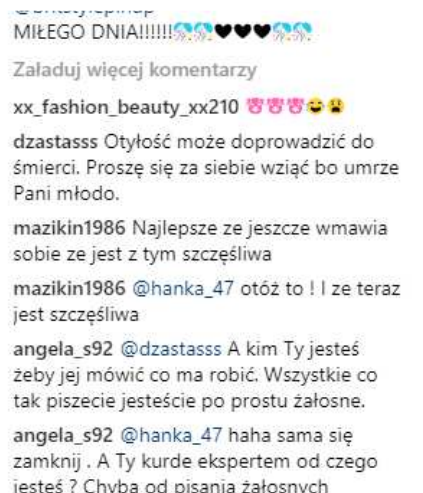 @britstylepinup
MIŁEGO DNIA!!!!!!⛈⛈🖤🖤🖤⛈⛈
Załaduj więcej komentarzy
xx_fashion_beauty_xx210 😂😫
dzastasss Otyłość może doprowadzić do
śmierci. Proszę się za siebie wziąć bo umrze
Pani młodo.
mazikin1986 Najlepsze ze jeszcze wmawia
sobie ze jest z tym szczęśliwa
mazikin1986 @hanka_47 otóż to ! I ze teraz
jest szczęśliwa
angela_s92 @dzastasss A kim Ty jesteś
żeby jej mówić co ma robić. Wszystkie co
tak piszecie jesteście po prostu żałosne.
angela_s92 @hanka_47 haha sama się
zamknij . A Ty kurde ekspertem od czego
jesteś ? Chyba od pisania żałosnych